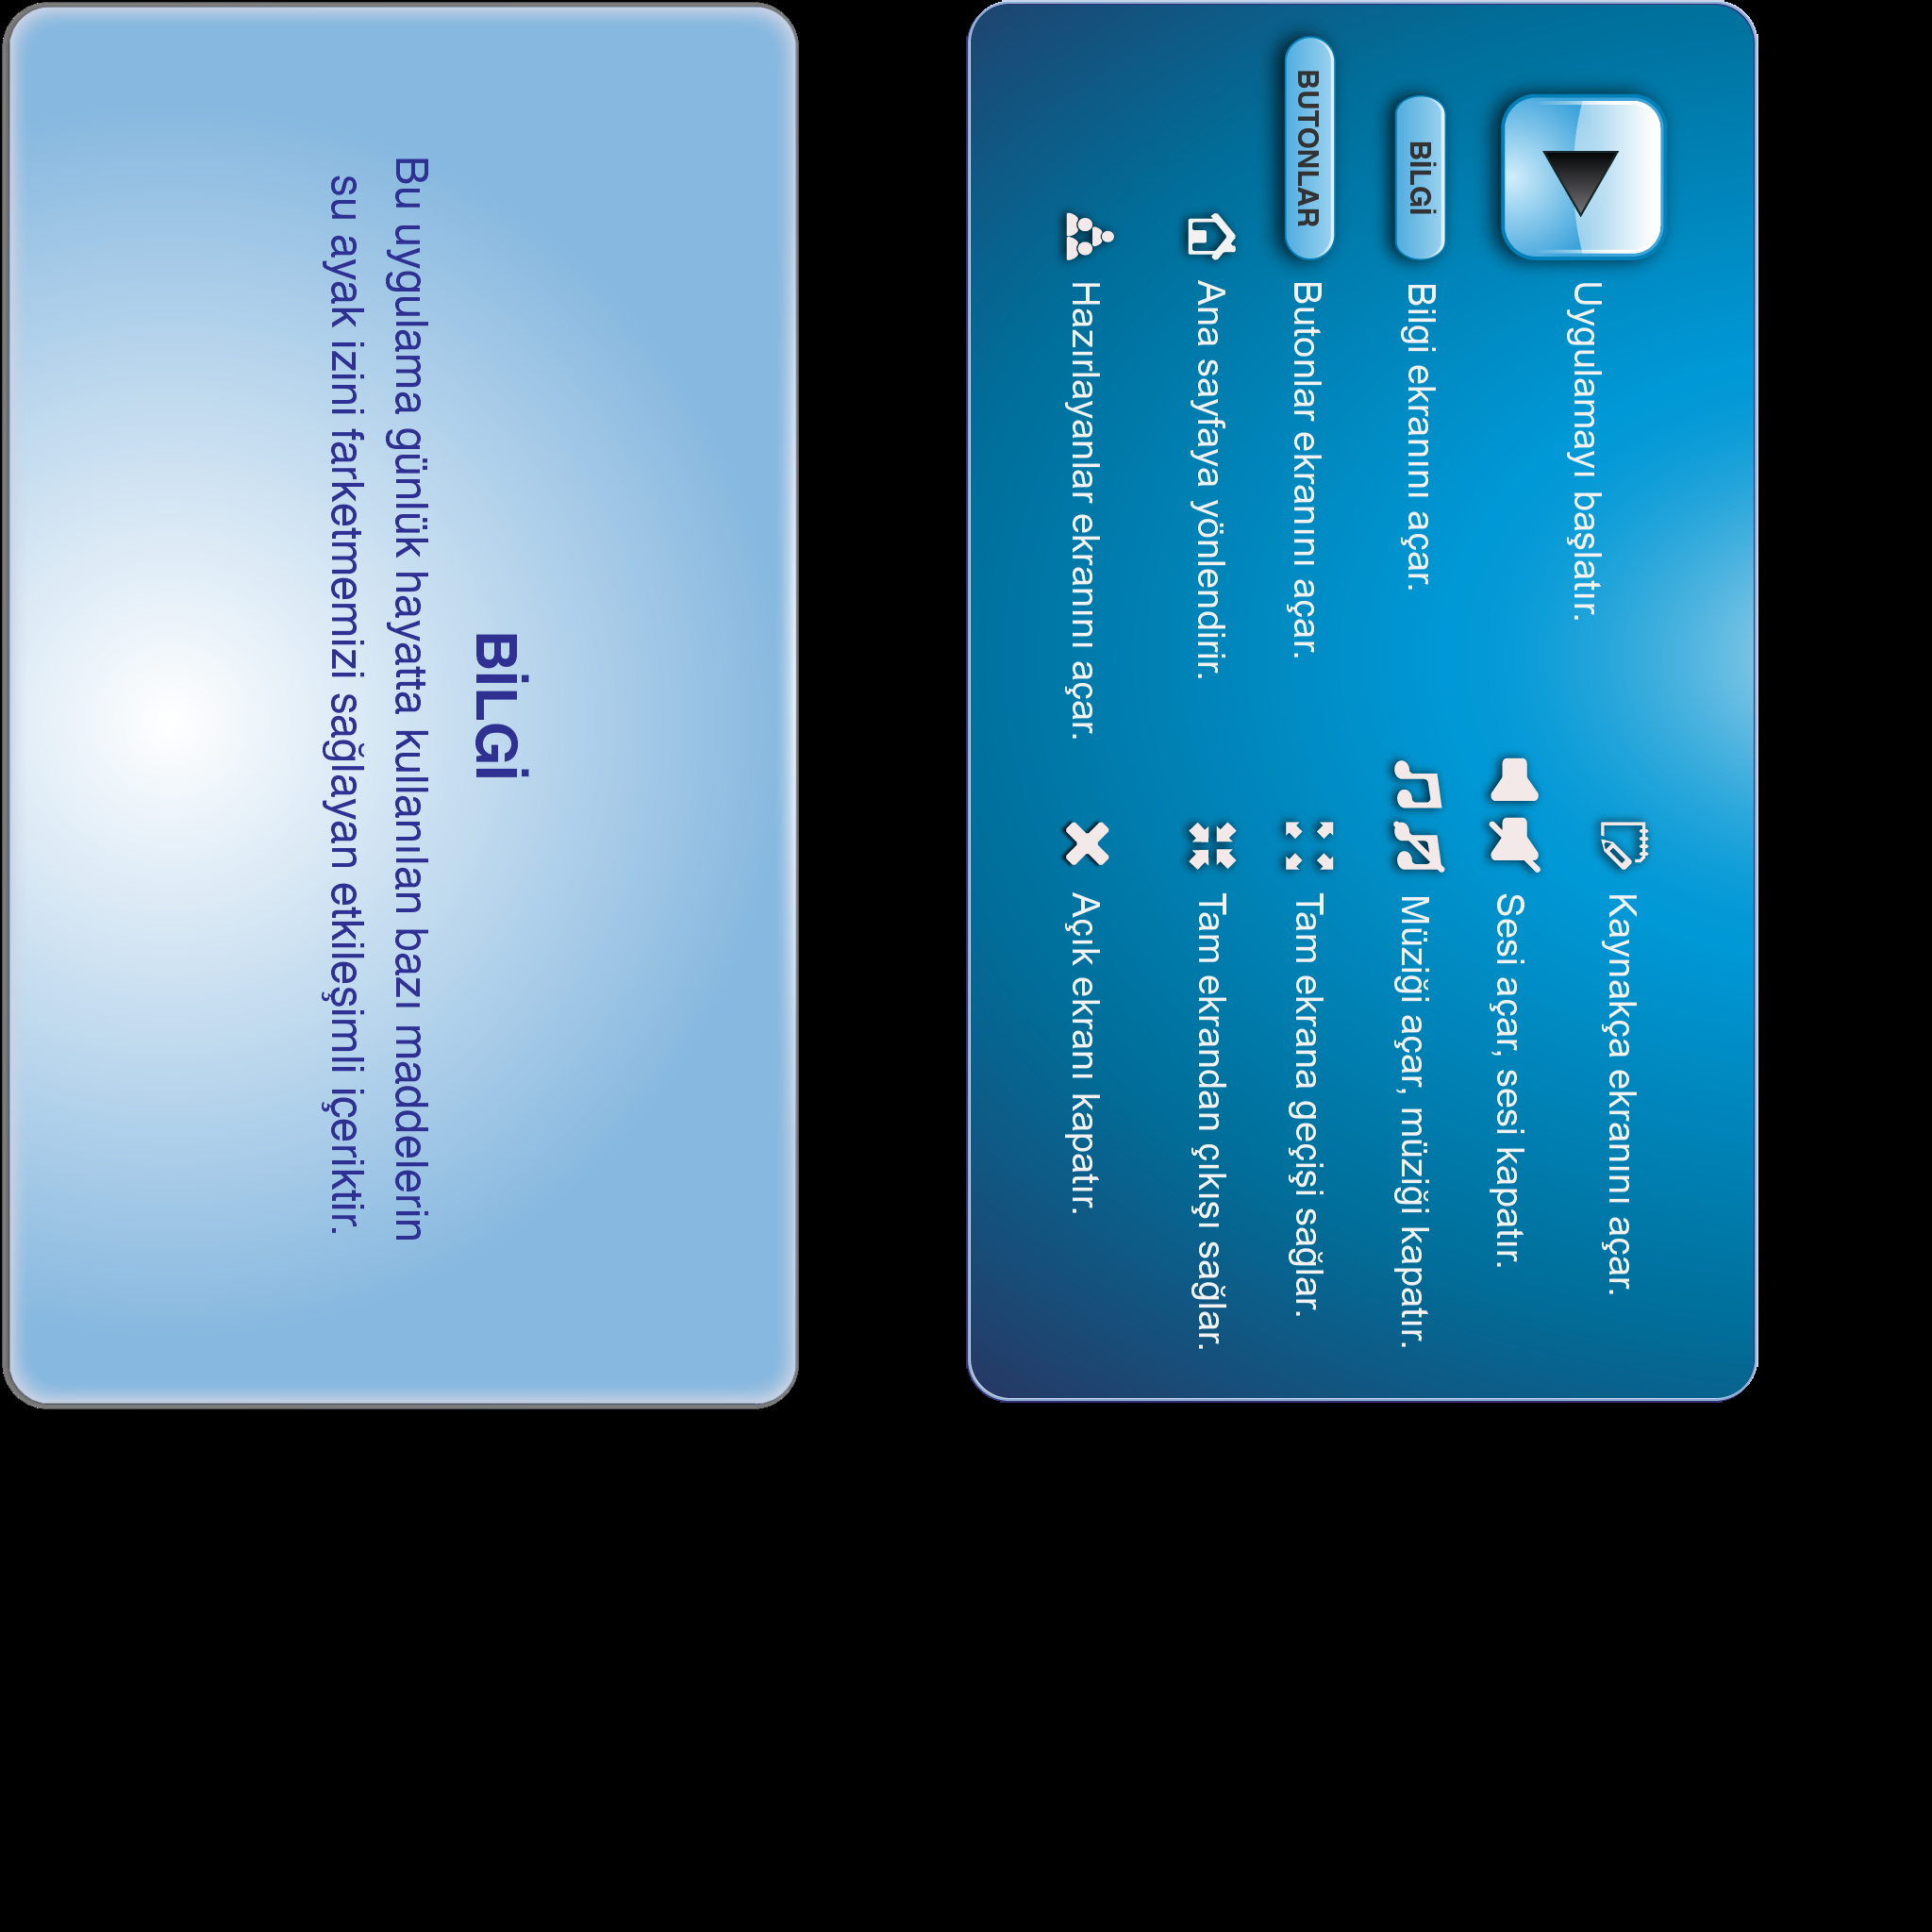 BİLGİ
Bu uygulama günlük hayatta kullanılan bazı maddelerin
su ayak izini farketmemizi sağlayan etkileşimli içeriktir.
Uygulamayı başlatır.
BİLGİ
Bilgi ekranını açar.
BUTONLAR
Butonlar ekranını açar.
Ana sayfaya yönlendirir.
Hazırlayanlar ekranını açar.
Kaynakça ekranını açar.
Sesi açar, sesi kapatır.
Müziği açar, müziği kapatır.
Tam ekrana geçişi sağlar.
Tam ekrandan çıkışı sağlar.
Açık ekranı kapatır.